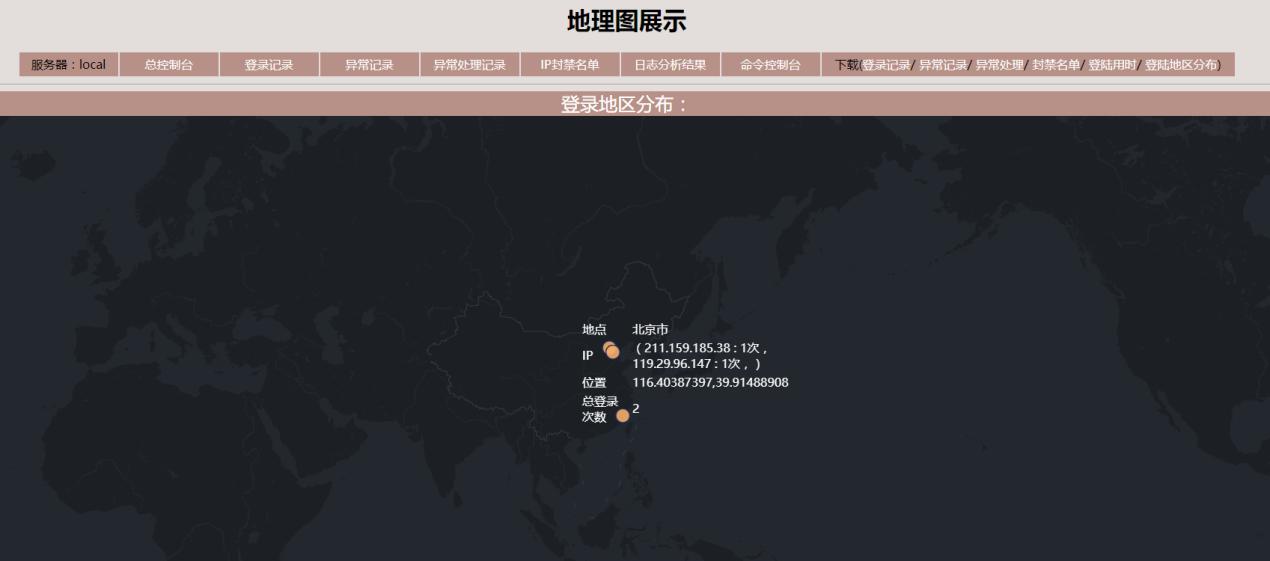 地理图展示
服务器：local 总控制台 登录记录 异常记录 异常处理记录 IP封禁名单 日志分析结果 命令控制台 下载(登录记录/ 异常记录/ 异常处理/ 封禁名单/ 登陆用时/ 登陆地区分布)
登录地区分布：
地点 北京市
IP （ 211.159.185.38 : 1次，
119.29.96.147 : 1次， ）
位置 116.40387397,39.91488908
总登录
次数 2